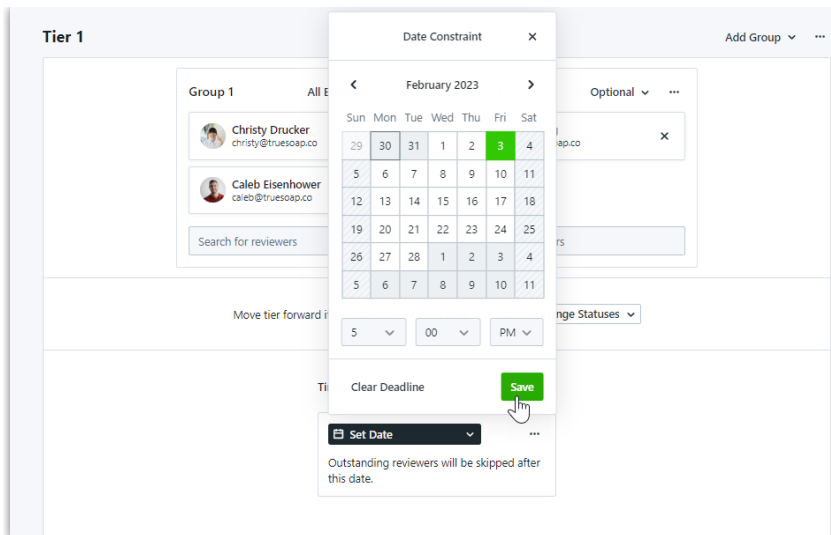 Tier 1
Add Group
Date Constraint
February 2023
Sun Mon Tue Wed Thu Fri Sat
29 30 31 1 2 3 4
5 6 7 8 9 10 11
12 13 14 15 16 17 18
19 20 21 22 23 24 25
26 27 28 1 2 3 4
5 6 7 8 9 10 11
5 00 PM
Clear Deadline Save
Group 1 All
Optional
Christy Drucker
christy@truesoap.co
Caleb Eisenhower
caleb@truesoap.co
Search for reviewers
Move tier forward
Statuses
Set Date
Outstanding reviewers will be skipped after
this date.